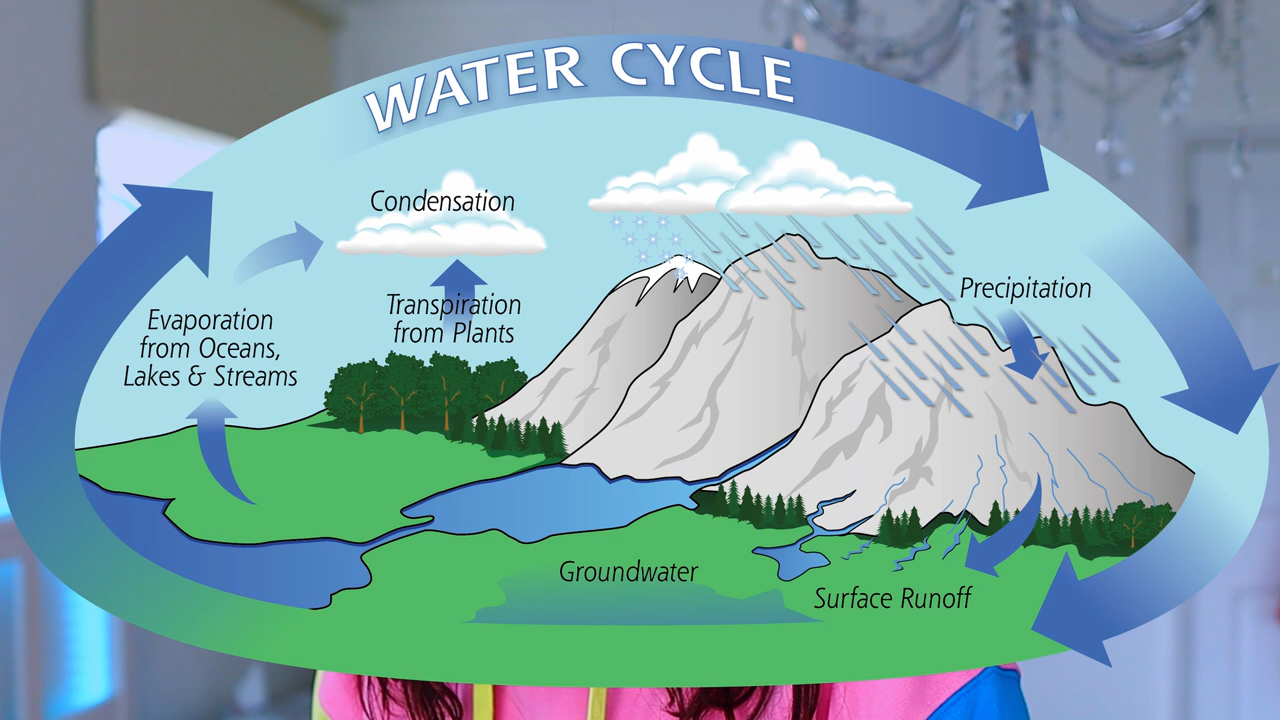 WATER CYCLE
Condensation
Precipitation
Transpiration
from Plants
Evaporation
from Oceans,
Lakes & Streams
Groundwater
Surface Runoff